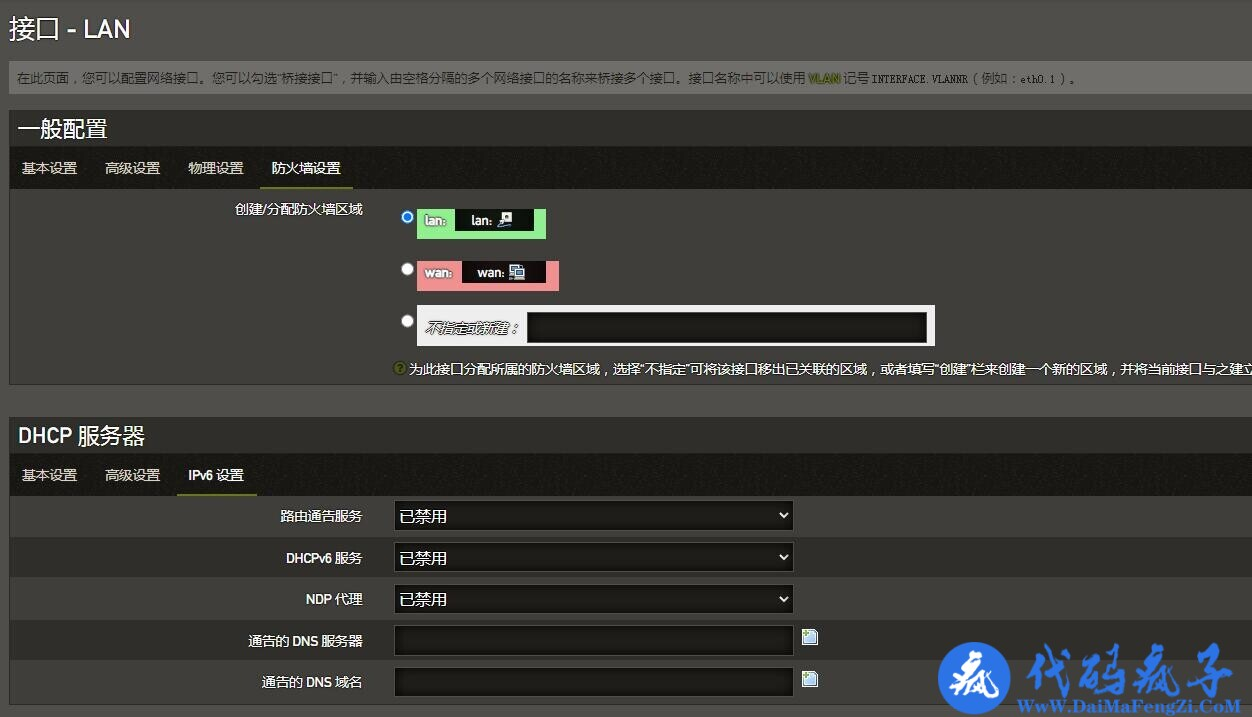 接口 - LAN
在此页面，您可以配置网络接口。您可以勾选“桥接接口”，并输入由空格分隔的多个网络接口的名称来桥接多个接口。接口名称中可以使用 VLAN 记号 INTERFACE.VLANNR（例如：eth0.1）。
一般配置
基本设置 高级设置 物理设置 防火墙设置
创建/分配防火墙区域
lan: lan:
wan: wan:
不指定或新建：
为此接口分配所属的防火墙区域，选择“不指定”可将该接口移出已关联的区域，或者填写“创建”栏来创建一个新的区域，并将当前接口与之建立
DHCP 服务器
基本设置 高级设置 IPv6 设置
路由通告服务 已禁用
DHCPv6 服务 已禁用
NDP 代理 已禁用
通告的 DNS 服务器
通告的 DNS 域名
疯 代码疯子
WwW.DaiMaFengZi.CoM